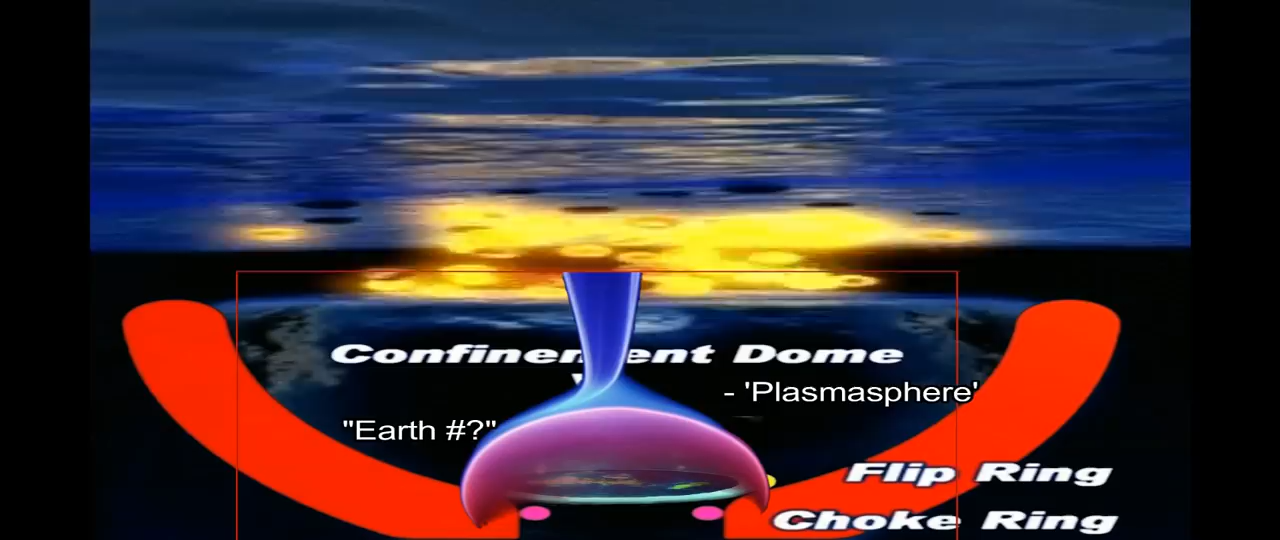 Confinement Dome
- 'Plasmasphere'
"Earth #?"
Flip Ring
Choke Ring